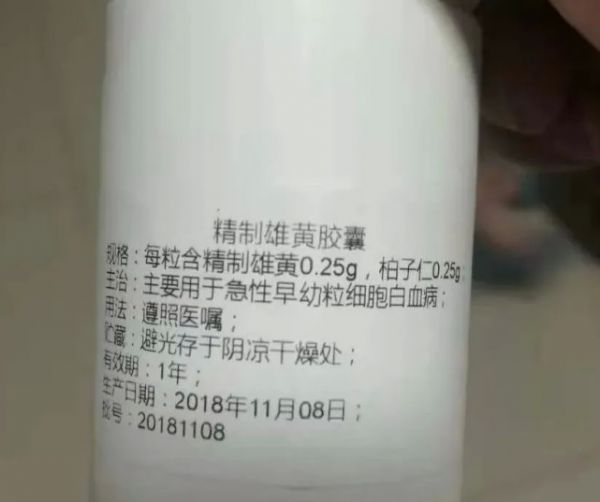 精制雄黄胶囊
规格：每粒含精制雄黄0.25g，柏子仁0.25g；
主治：主要用于急性早幼粒细胞白血病；
用法：遵照医嘱；
贮藏：避光存于阴凉干燥处；
有效期：1年；
生产日期：2018年11月08日；
批号：20181108